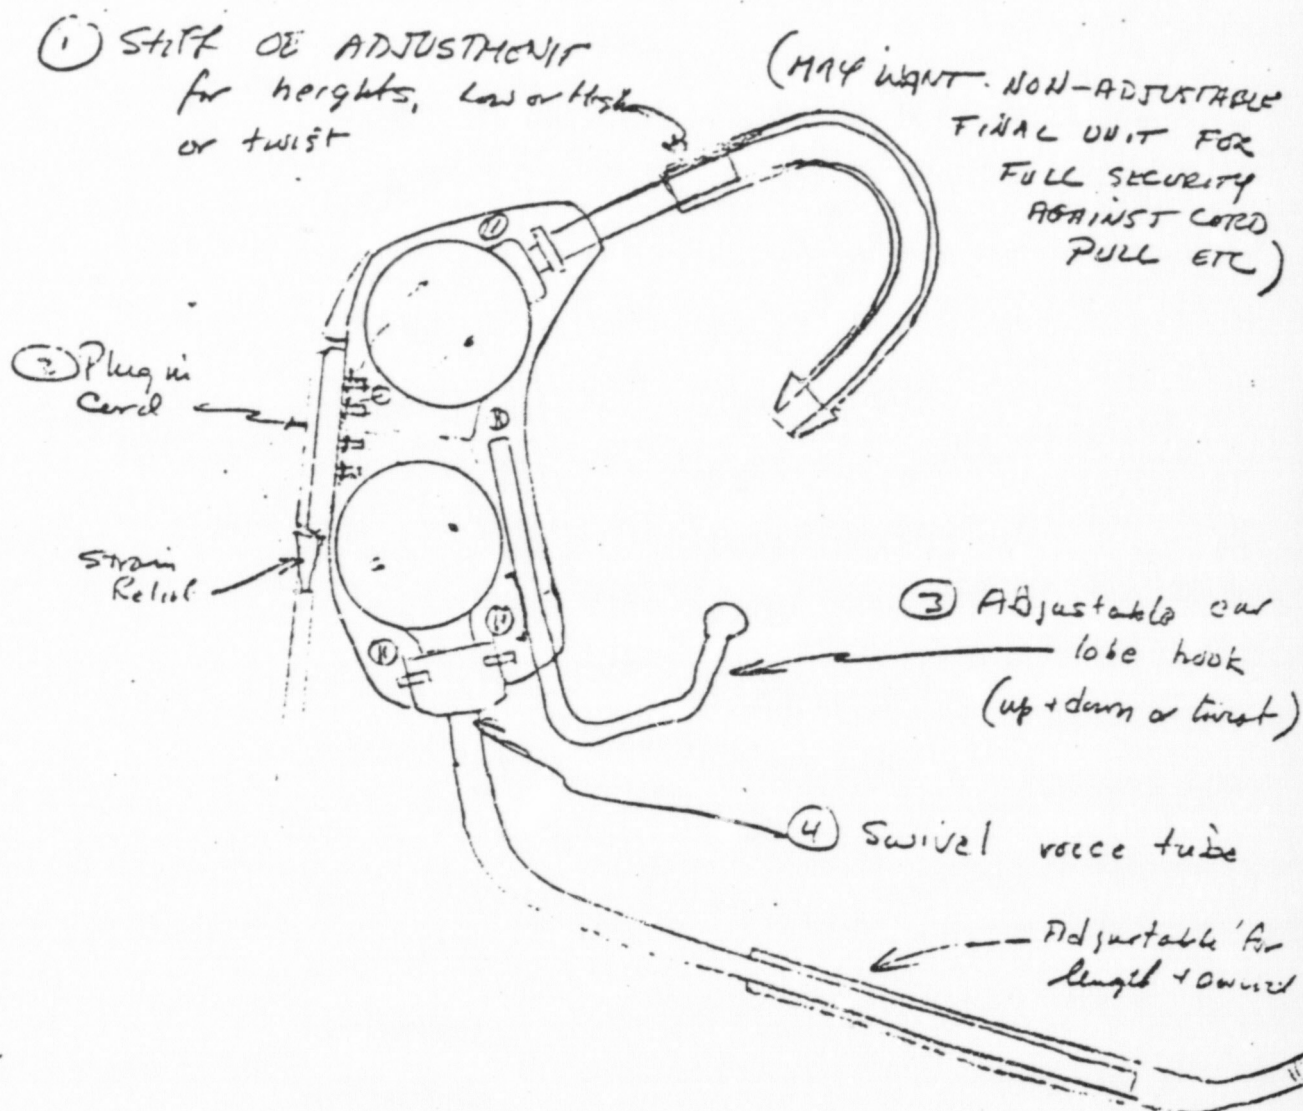 ① Stiff OE ADJUSTMENT
for heights, Low or High
or twist
(MAY WANT NON-ADJUSTABLE
FINAL UNIT FOR
FULL SECURITY
AGAINST CORD
PULL ETC)
② Plug in
Cord
Strain
Relief
③ Adjustable ear
lobe hook
(up + down or twist)
④ Swivel voice tube
Adjustable for
length +